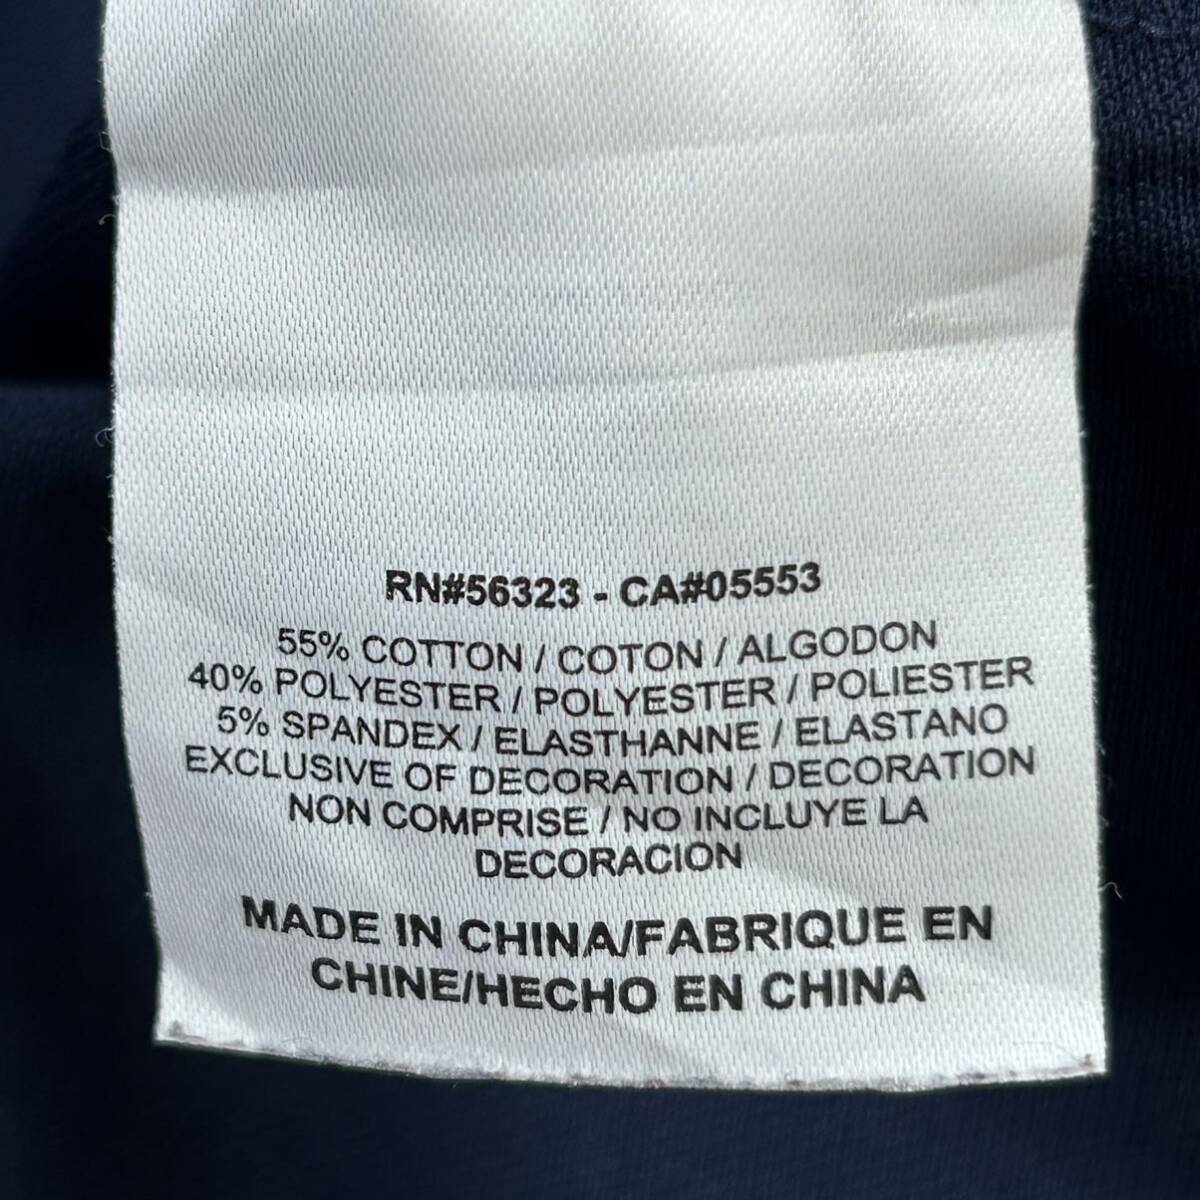 RN#56323 - CA#05553
55% COTTON / COTON / ALGODON
40% POLYESTER / POLYESTER / POLIESTER
5% SPANDEX / ELASTHANNE / ELASTANO
EXCLUSIVE OF DECORATION / DECORATION
NON COMPRISE / NO INCLUYE LA
DECORACION
MADE IN CHINA/FABRIQUE EN
CHINE/HECHO EN CHINA